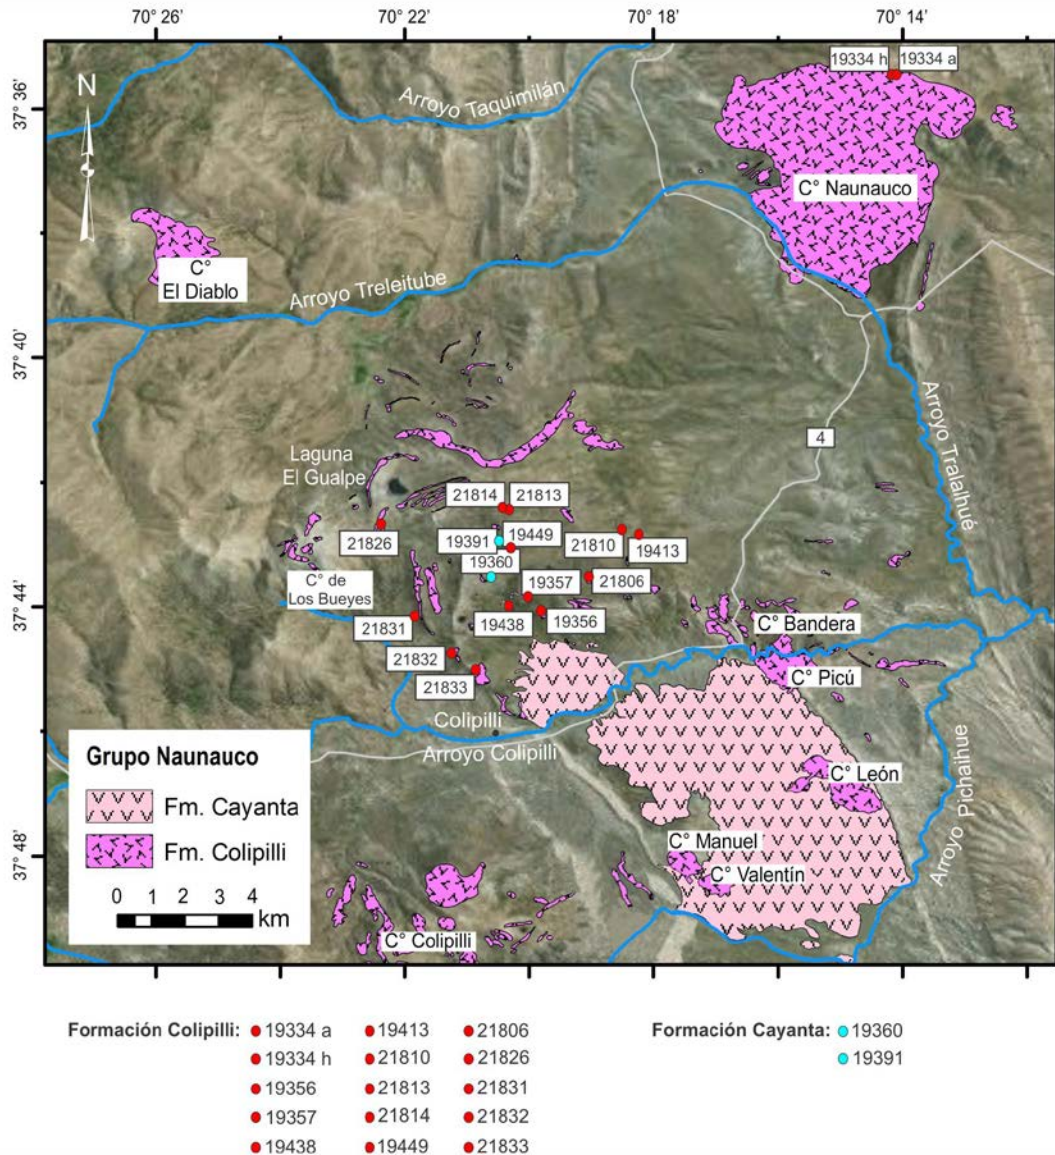 70° 26'
70° 22'
70° 18'
70° 14'
37° 36'
37° 40'
37° 44'
37° 48'
N
19334 h
19334 a
Arroyo Taquimilán
C° Naunauco
C°
El Diablo
Arroyo Treleitube
Arroyo Tralalhué
4
Laguna
El Gualpe
21814
21813
21826
19391
19449
19360
21810
19413
C° de
Los Bueyes
19357
21806
21831
19438
19356
C° Bandera
21832
21833
C° Picú
Colipilli
Arroyo Colipilli
Arroyo Pichaihue
C° León
C° Manuel
C° Valentín
C° Colipilli
Grupo Naunauco
Fm. Cayanta
Fm. Colipilli
0 1 2 3 4
km
Formación Colipilli:
19334 a
19413
21806
19334 h
21810
21826
19356
21813
21831
19357
21814
21832
19438
19449
21833
Formación Cayanta:
19360
19391